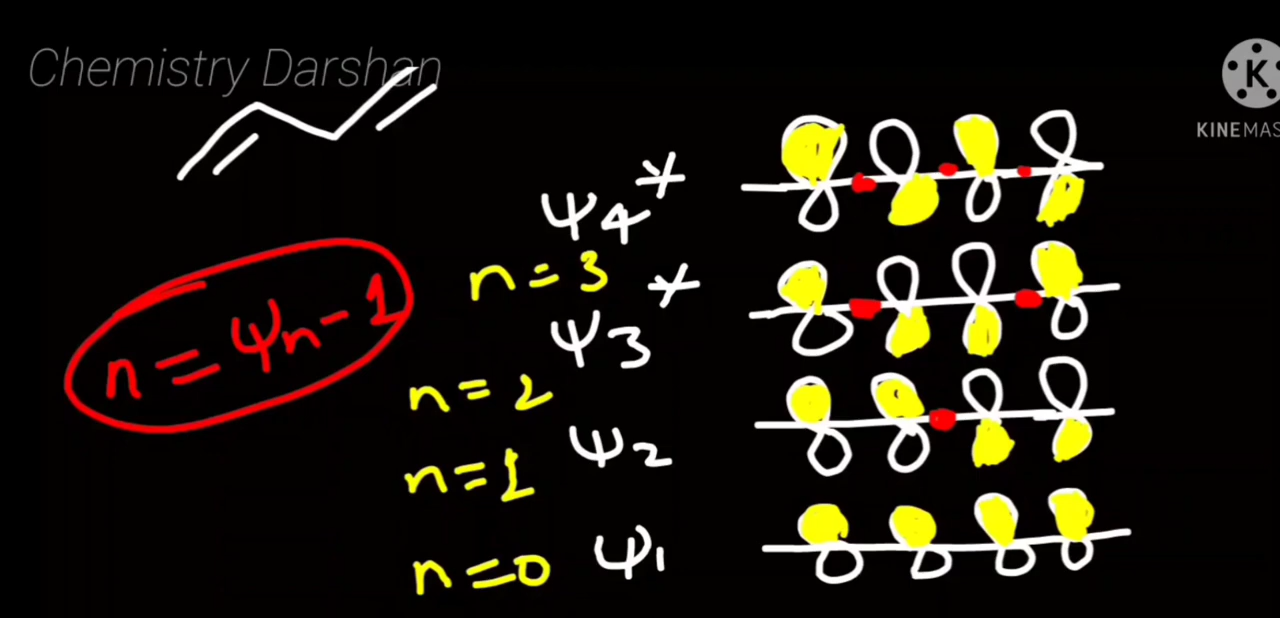 Chemistry Darshan
K
KINEMAS
ψ4*
n=3
ψ3*
n=ψn-1
n=2
ψ2
n=1
ψ1
n=0